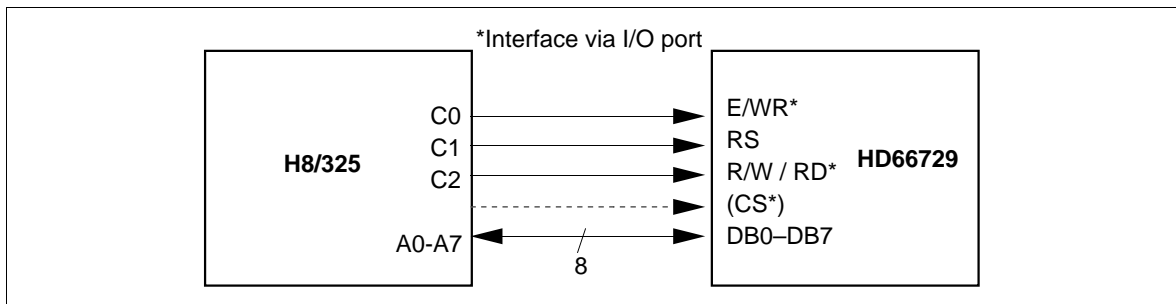 *Interface via I/O port
C0
C1
C2
A0-A7
H8/325
8
E/WR*
RS
R/W / RD*
(CS*)
DB0–DB7
HD66729